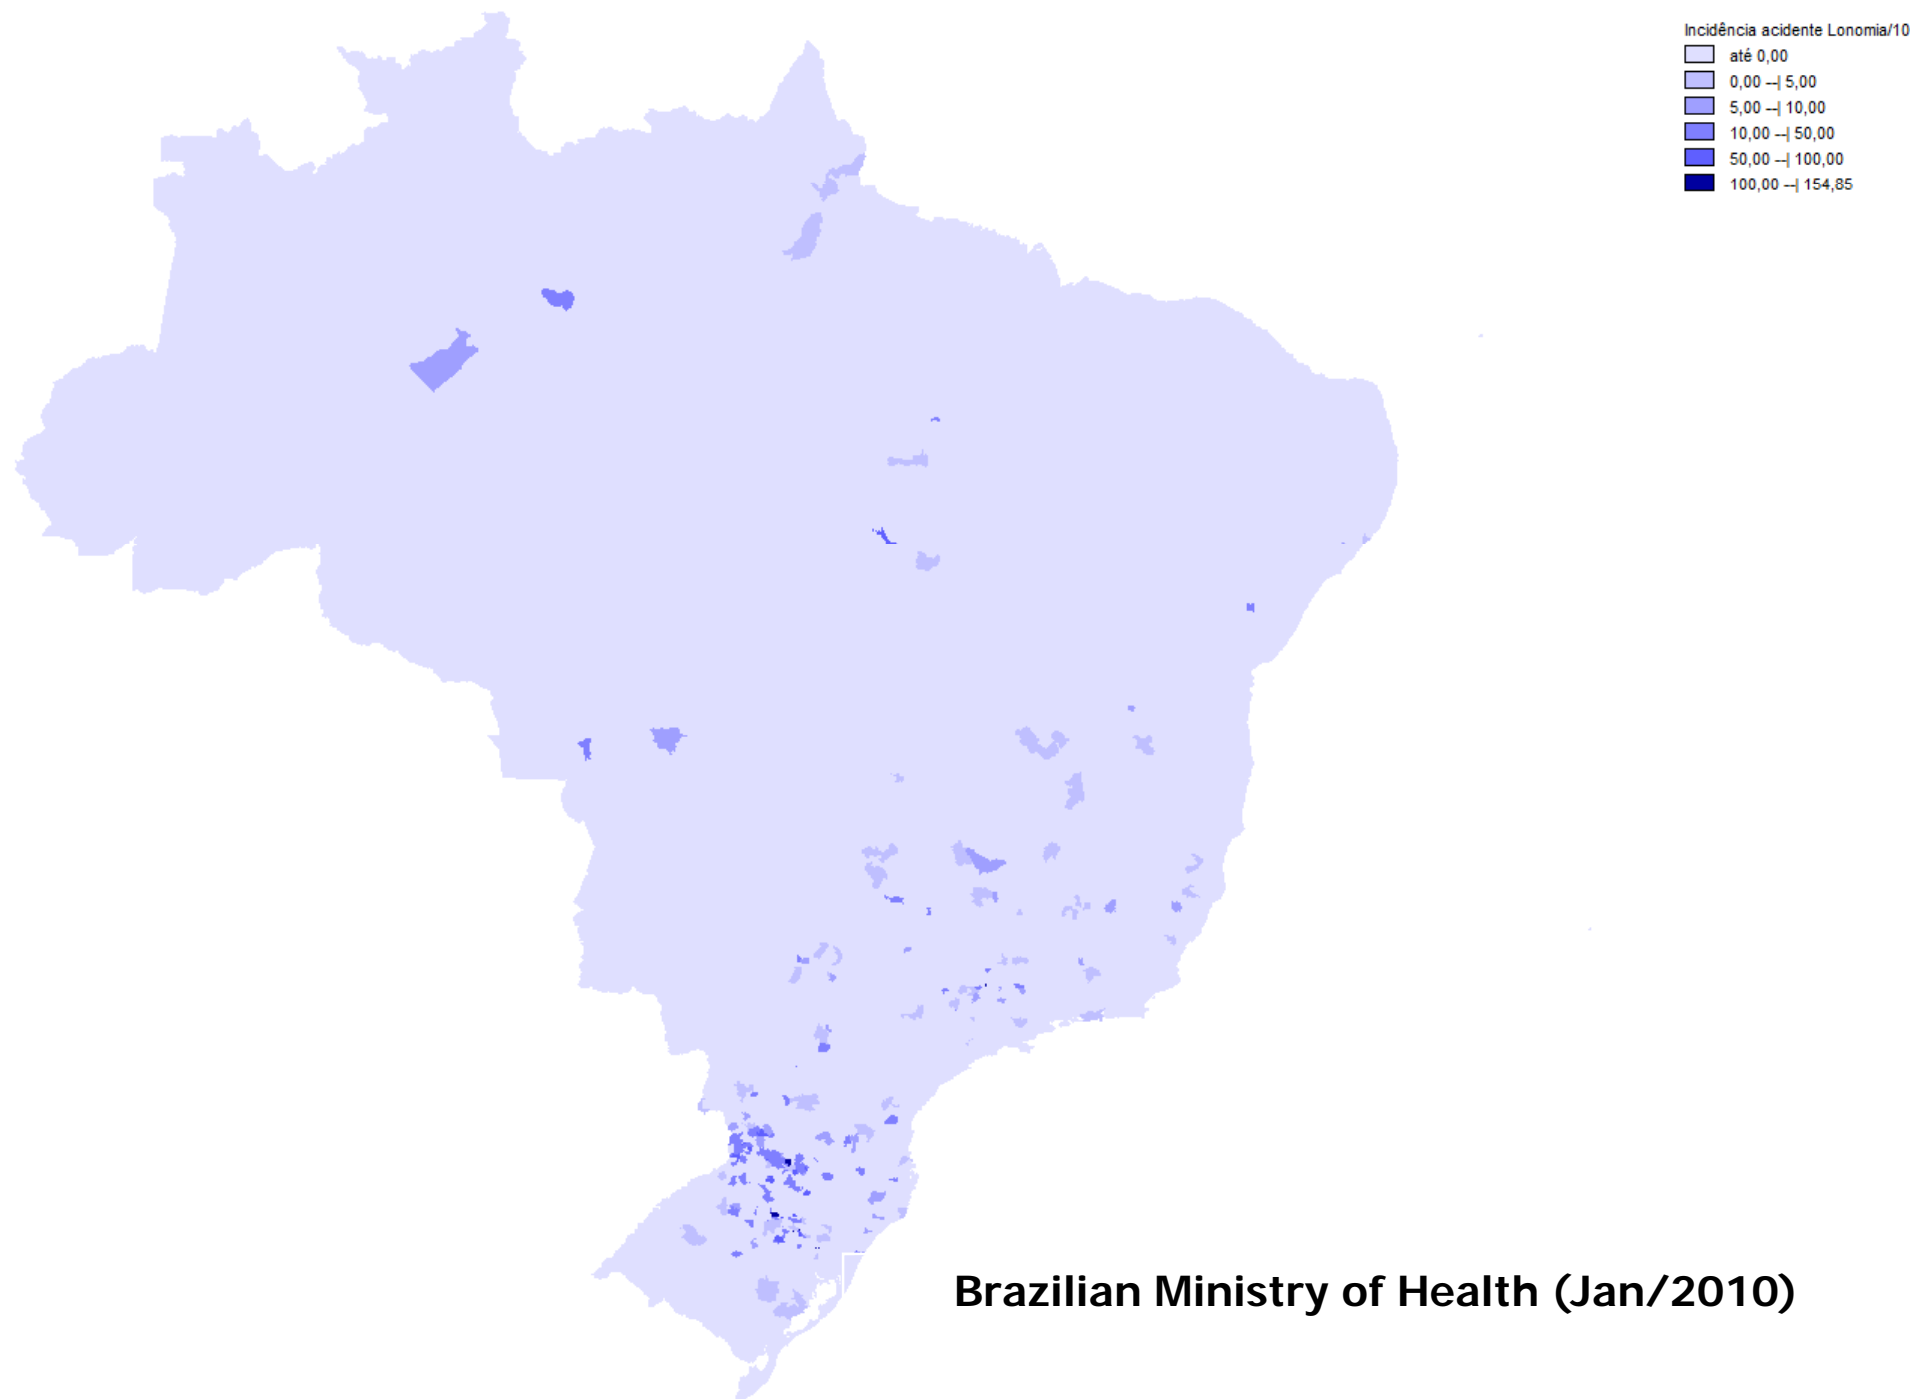 Incidência acidente Lonomia/10
até 0,00
0,00 --| 5,00
5,00 --| 10,00
10,00 --| 50,00
50,00 --| 100,00
100,00 --| 154,85
Brazilian Ministry of Health (Jan/2010)